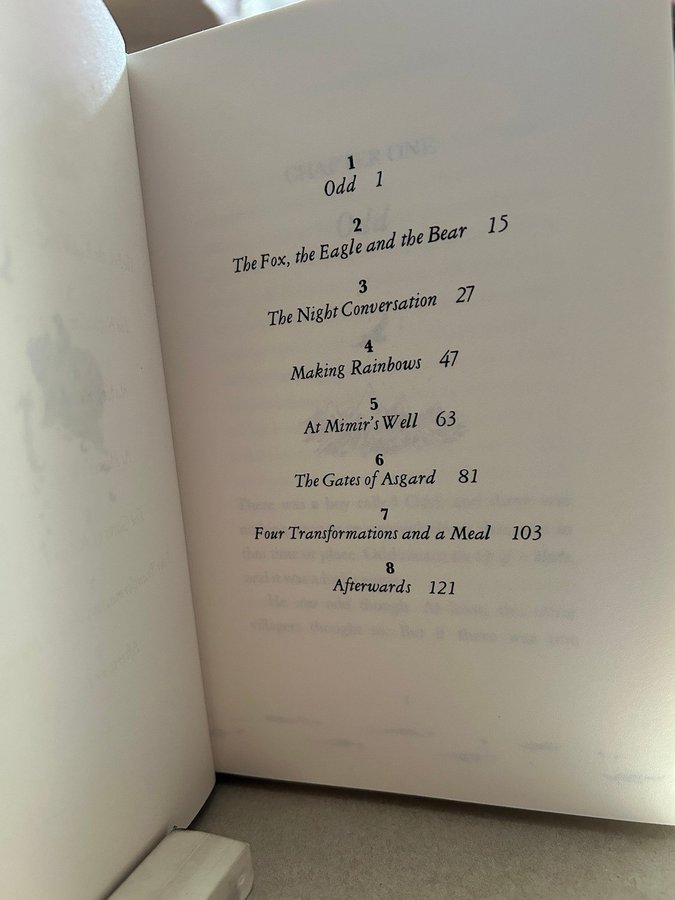 1
Odd 1
2
The Fox, the Eagle and the Bear 15
3
The Night Conversation 27
4
Making Rainbows 47
5
At Mimir's Well 63
6
The Gates of Asgard 81
7
Four Transformations and a Meal 103
8
Afterwards 121